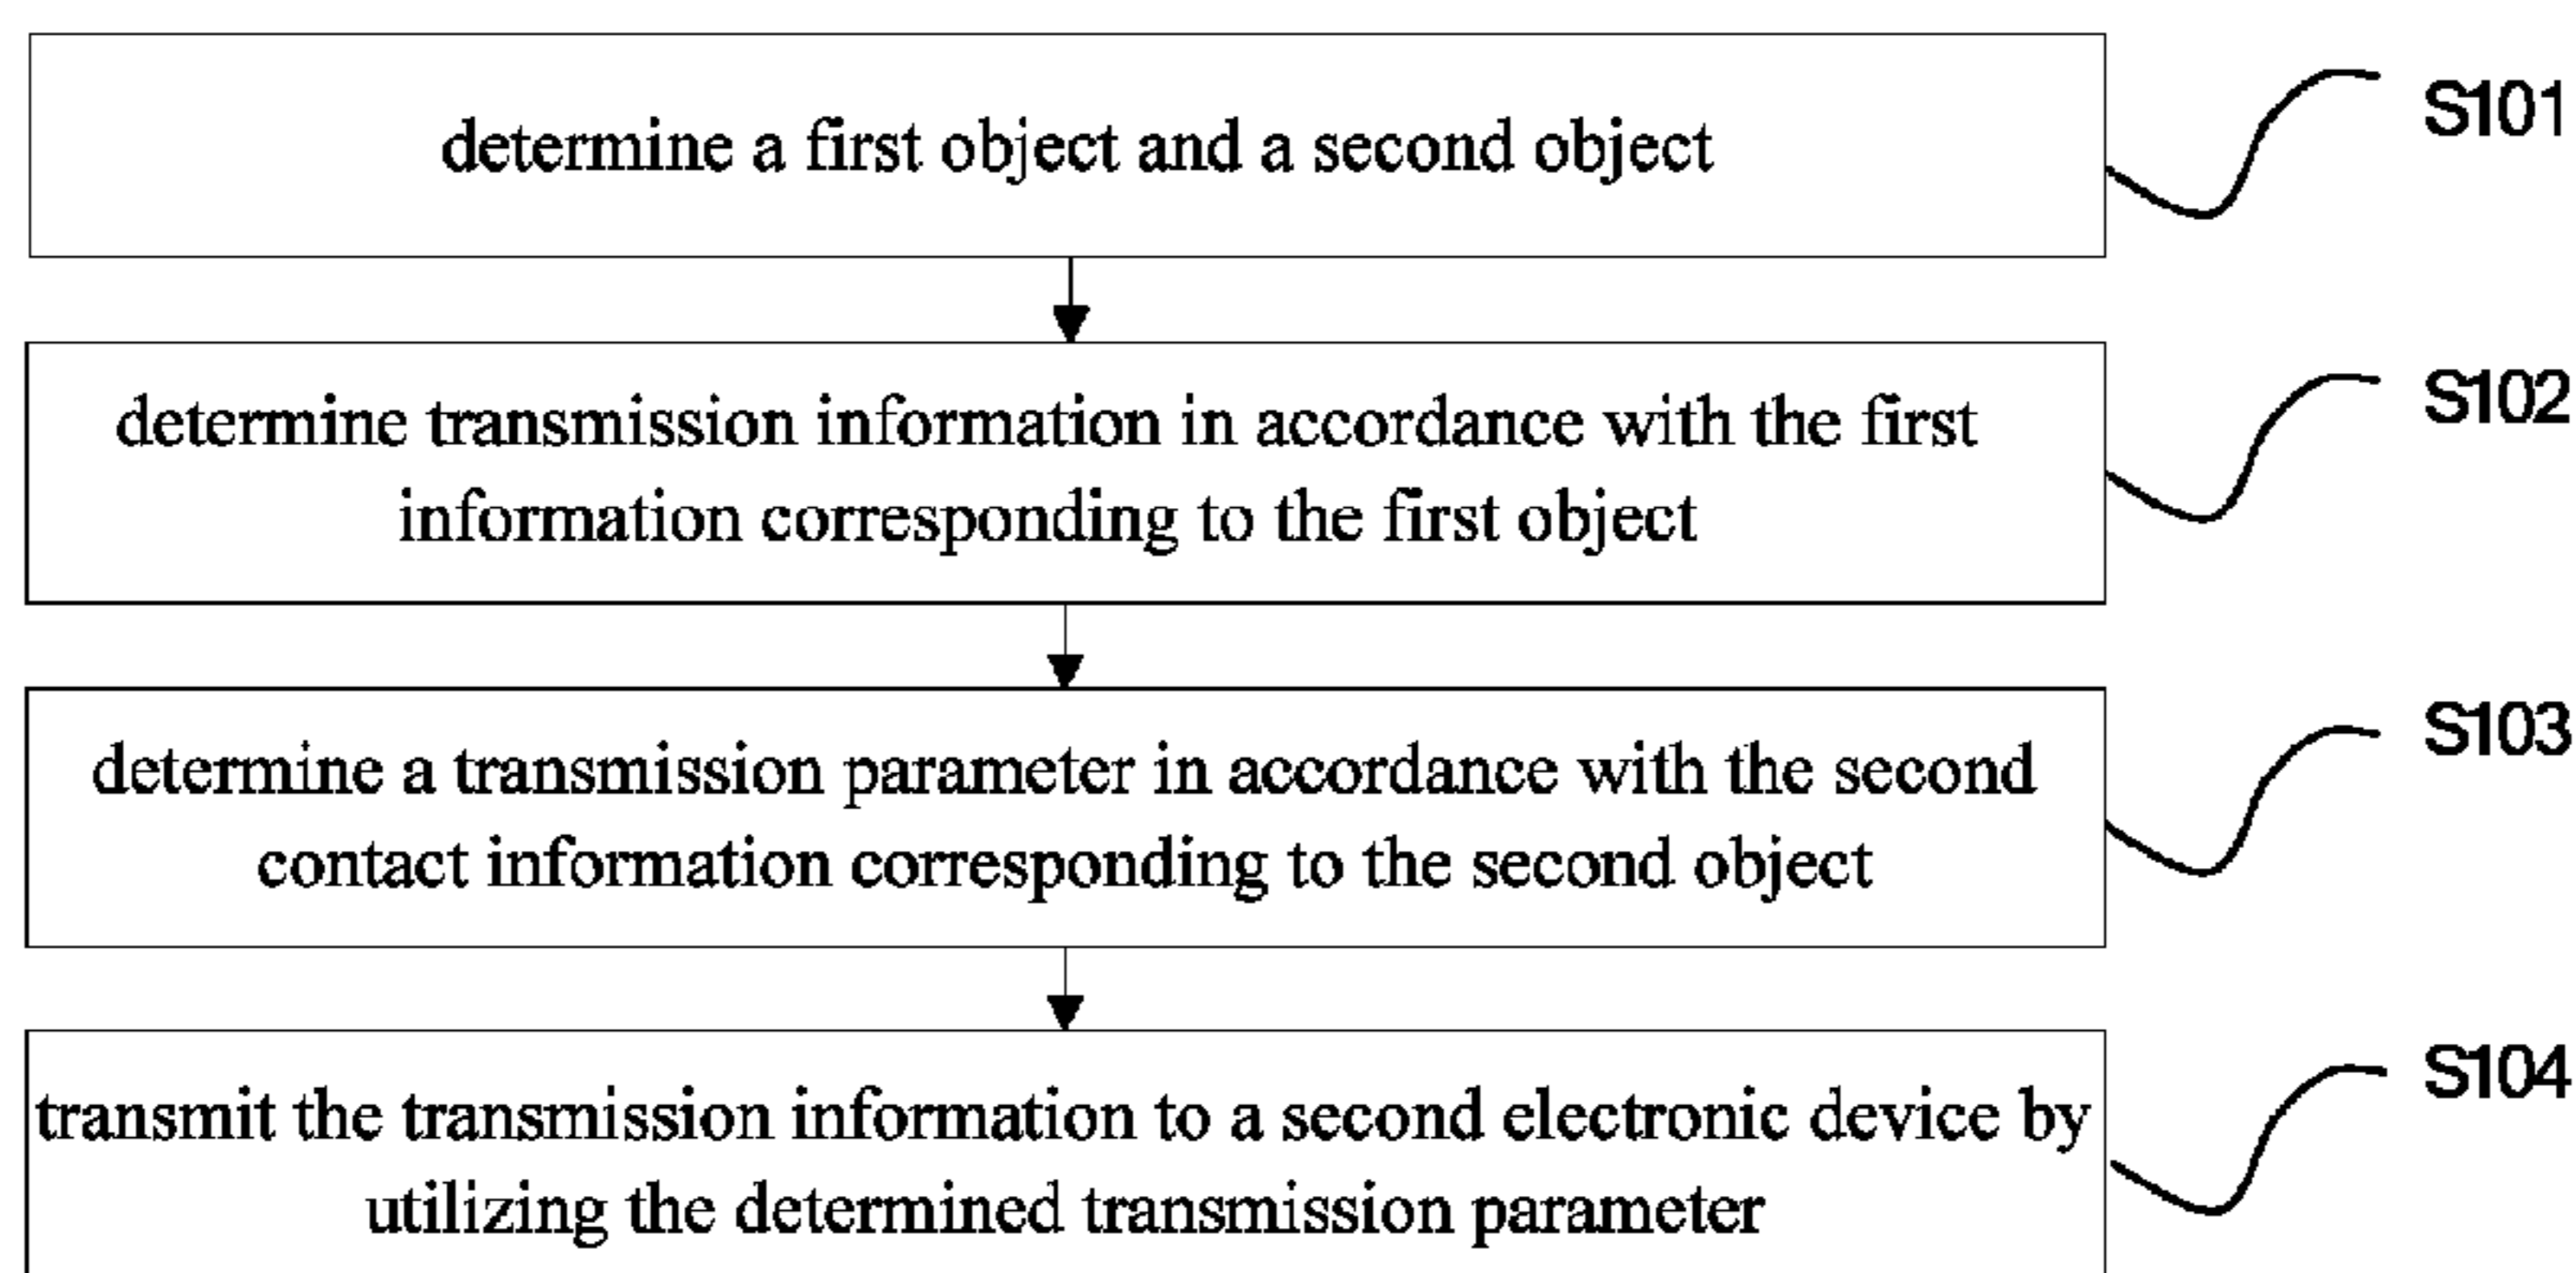 determine a first object and a second object
S101
determine transmission information in accordance with the first
information corresponding to the first object
S102
determine a transmission parameter in accordance with the second
contact information corresponding to the second object
S103
transmit the transmission information to a second electronic device by
utilizing the determined transmission parameter
S104